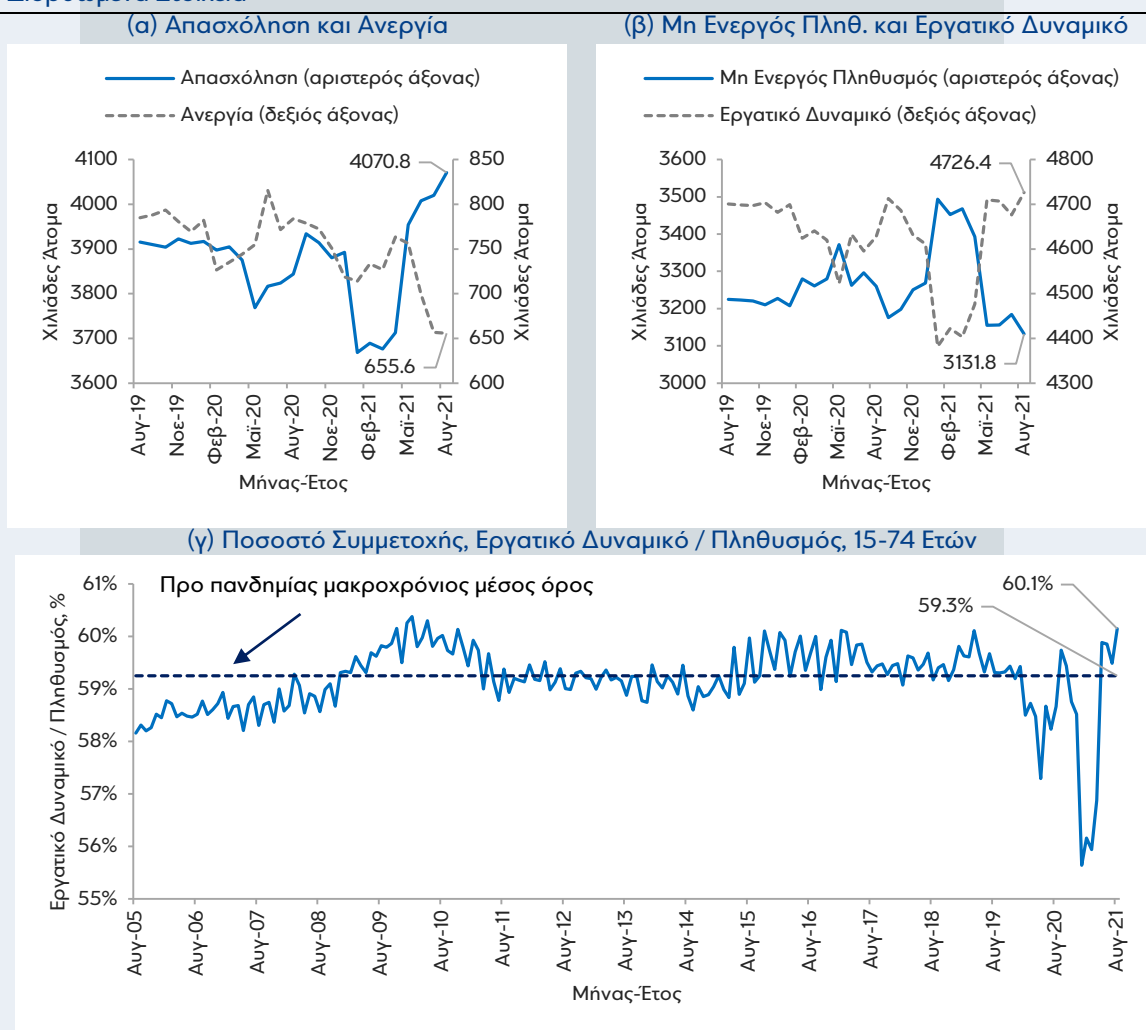 (α) Απασχόληση και Ανεργία
Απασχόληση (αριστερός άξονας)
Ανεργία (δεξιός άξονας)
4100
4000
3900
3800
3700
3600
Χιλιάδες Άτομα
4070.8
655.6
850
800
750
700
650
600
Χιλιάδες Άτομα
Αυγ-19
Νοε-19
Φεβ-20
Μαϊ-20
Αυγ-20
Νοε-20
Φεβ-21
Μαϊ-21
Αυγ-21
Μήνας-Έτος
(β) Μη Ενεργός Πληθ. και Εργατικό Δυναμικό
Μη Ενεργός Πληθυσμός (αριστερός άξονας)
Εργατικό Δυναμικό (δεξιός άξονας)
3600
3500
3400
3300
3200
3100
3000
Χιλιάδες Άτομα
4726.4
3131.8
4800
4700
4600
4500
4400
4300
Χιλιάδες Άτομα
Αυγ-19
Νοε-19
Φεβ-20
Μαϊ-20
Αυγ-20
Νοε-20
Φεβ-21
Μαϊ-21
Αυγ-21
Μήνας-Έτος
(γ) Ποσοστό Συμμετοχής, Εργατικό Δυναμικό / Πληθυσμός, 15-74 Ετών
Προ πανδημίας μακροχρόνιος μέσος όρος
60.1%
59.3%
61%
60%
59%
58%
57%
56%
55%
Εργατικό Δυναμικό / Πληθυσμός, %
Αυγ-05
Αυγ-06
Αυγ-07
Αυγ-08
Αυγ-09
Αυγ-10
Αυγ-11
Αυγ-12
Αυγ-13
Αυγ-14
Αυγ-15
Αυγ-16
Αυγ-17
Αυγ-18
Αυγ-19
Αυγ-20
Αυγ-21
Μήνας-Έτος